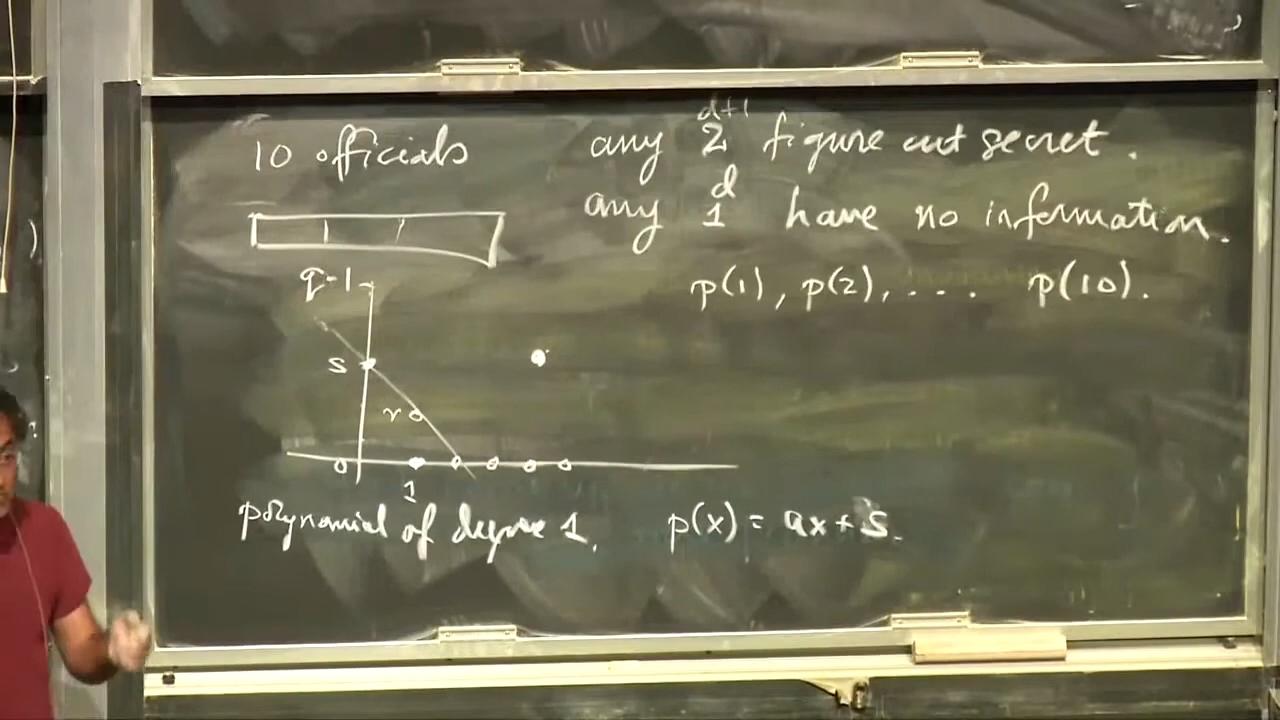 10 officials
any 2 figure out secret.
d+1
any 1 have no information.
d
p(1), p(2), .... p(10).
q-1
s
r
0
1
polynomial of degree 1.
p(x) = ax + s.
)
?